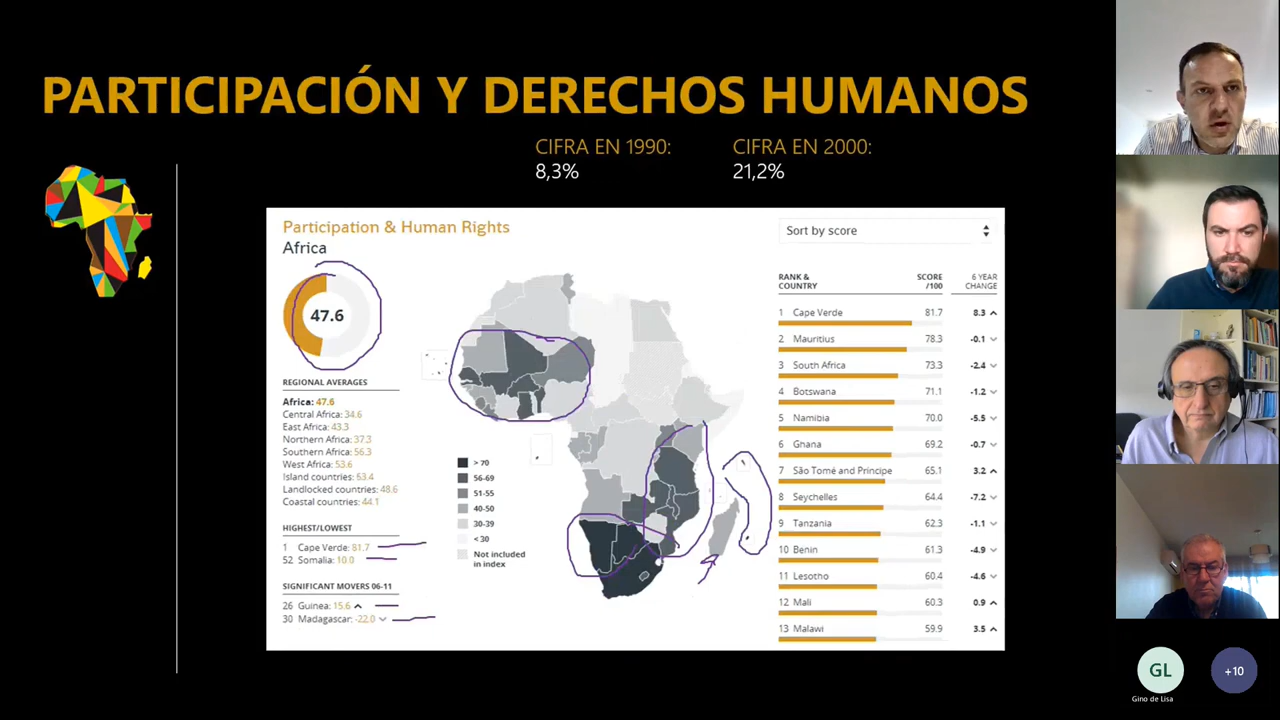 PARTICIPACIÓN Y DERECHOS HUMANOS
CIFRA EN 1990:
8,3%
CIFRA EN 2000:
21,2%
Participation & Human Rights
Africa
47.6
REGIONAL AVERAGES
Africa: 47.6
Central Africa: 34.6
East Africa: 43.3
Northern Africa: 37.3
Southern Africa: 56.3
West Africa: 53.6
Island countries: 53.4
Landlocked countries: 48.6
Coastal countries: 44.1
HIGHEST/LOWEST
1 Cape Verde: 81.7
52 Somalia: 10.0
SIGNIFICANT MOVERS 06-11
26 Guinea: 15.6
30 Madagascar: -22.0
> 70
56-69
51-55
40-50
30-39
< 30
Not included
in index
Sort by score
RANK & COUNTRY SCORE /100 6 YEAR CHANGE
1 Cape Verde 81.7 8.3
2 Mauritius 78.3 -0.1
3 South Africa 73.3 -2.4
4 Botswana 71.1 -1.2
5 Namibia 70.0 -5.5
6 Ghana 69.2 -0.7
7 São Tomé and Príncipe 65.1 3.2
8 Seychelles 64.4 -7.2
9 Tanzania 62.3 -1.1
10 Benin 61.3 -4.9
11 Lesotho 60.4 -4.6
12 Mali 60.3 0.9
13 Malawi 59.9 3.5
GL
Gino de Lisa
+10